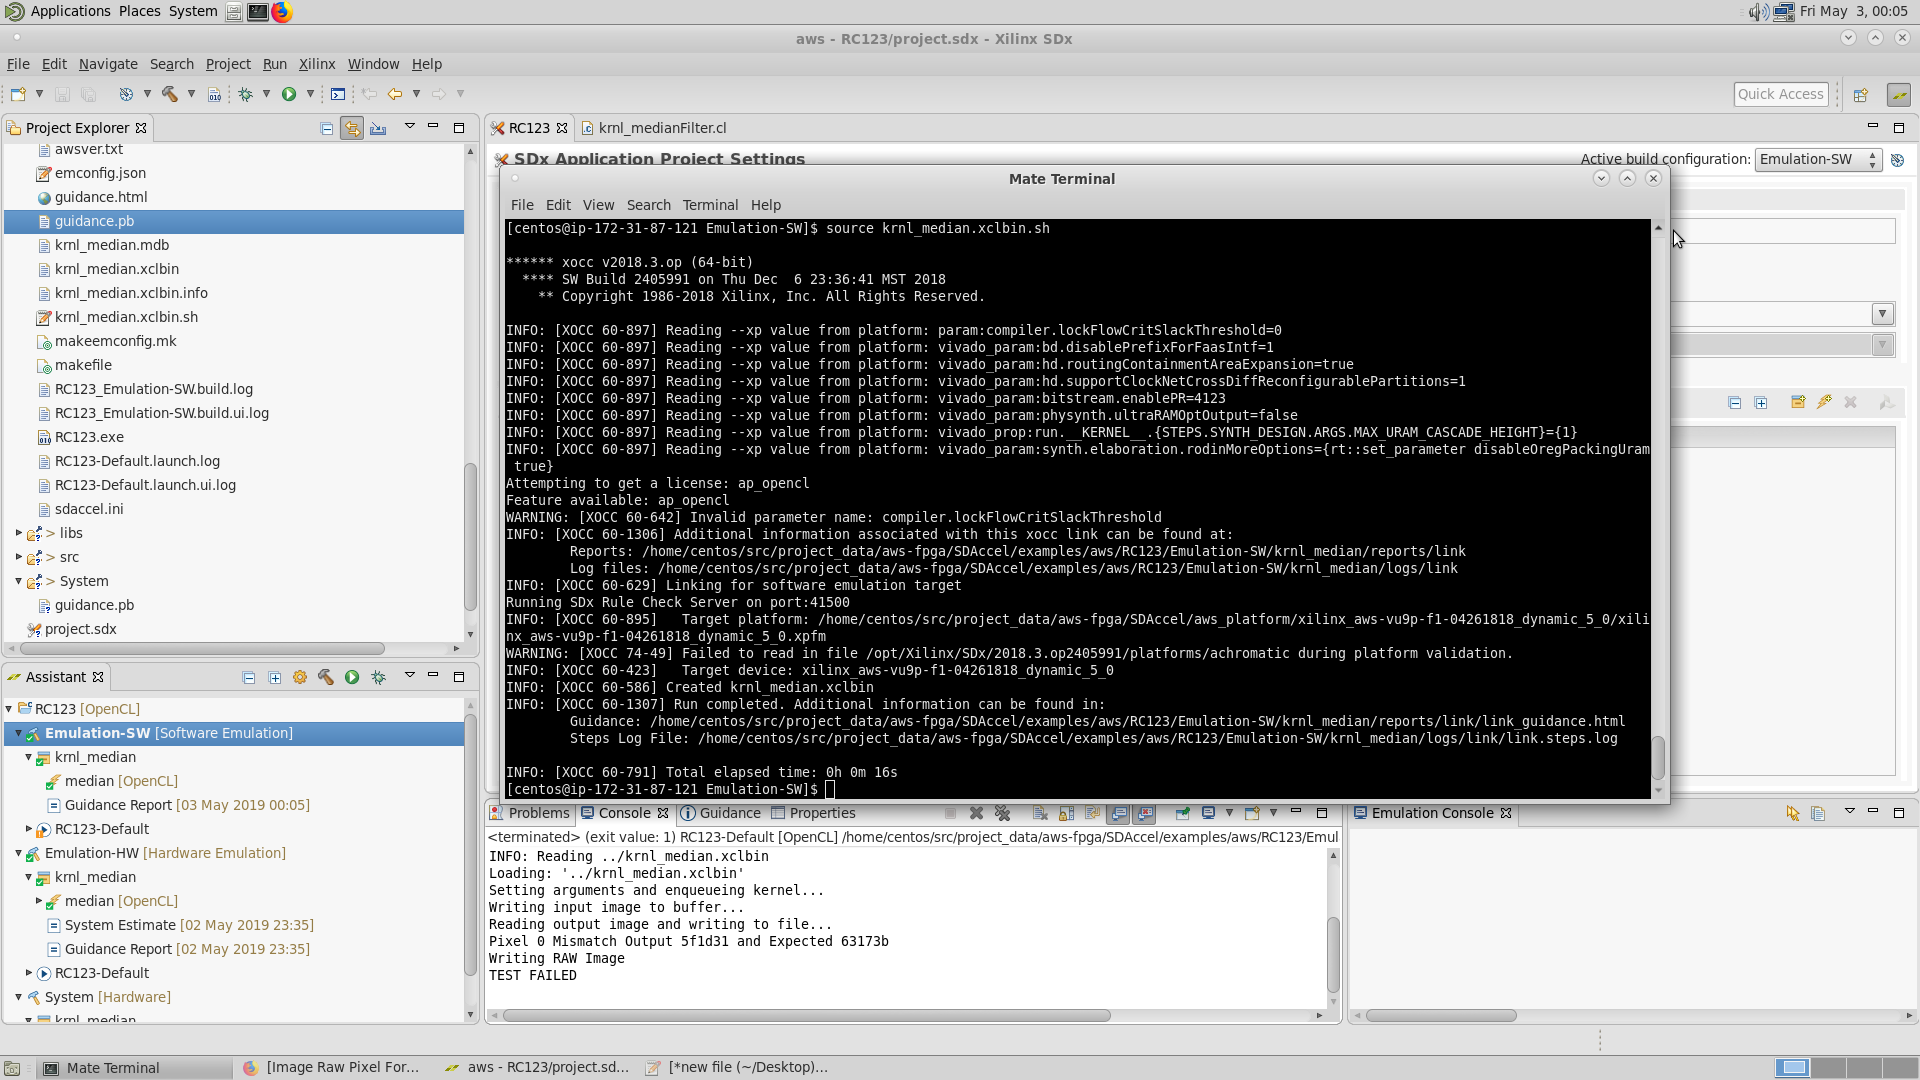 Applications Places System
Fri May 3, 00:05
aws - RC123/project.sdx - Xilinx SDx
File Edit Navigate Search Project Run Xilinx Window Help
Quick Access
Project Explorer
awsver.txt
emconfig.json
guidance.html
guidance.pb
krnl_median.mdb
krnl_median.xclbin
krnl_median.xclbin.info
krnl_median.xclbin.sh
makeemconfig.mk
makefile
RC123_Emulation-SW.build.log
RC123_Emulation-SW.build.ui.log
RC123.exe
RC123-Default.launch.log
RC123-Default.launch.ui.log
sdaccel.ini
> libs
> src
> System
guidance.pb
project.sdx
Assistant
RC123 [OpenCL]
Emulation-SW [Software Emulation]
krnl_median
median [OpenCL]
Guidance Report [03 May 2019 00:05]
RC123-Default
Emulation-HW [Hardware Emulation]
krnl_median
median [OpenCL]
System Estimate [02 May 2019 23:35]
Guidance Report [02 May 2019 23:35]
RC123-Default
System [Hardware]
krnl_median
RC123
krnl_medianFilter.cl
SDx Application Project Settings
Active build configuration: Emulation-SW
Mate Terminal
File Edit View Search Terminal Help
[centos@ip-172-31-87-121 Emulation-SW]$ source krnl_median.xclbin.sh
****** xocc v2018.3.op (64-bit)
**** SW Build 2405991 on Thu Dec  6 23:36:41 MST 2018
** Copyright 1986-2018 Xilinx, Inc. All Rights Reserved.
INFO: [XOCC 60-897] Reading --xp value from platform: param:compiler.lockFlowCritSlackThreshold=0
INFO: [XOCC 60-897] Reading --xp value from platform: vivado_param:bd.disablePrefixForFaasIntf=1
INFO: [XOCC 60-897] Reading --xp value from platform: vivado_param:hd.routingContainmentAreaExpansion=true
INFO: [XOCC 60-897] Reading --xp value from platform: vivado_param:hd.supportClockNetCrossDiffReconfigurablePartitions=1
INFO: [XOCC 60-897] Reading --xp value from platform: vivado_param:bitstream.enablePR=4123
INFO: [XOCC 60-897] Reading --xp value from platform: vivado_param:physynth.ultraRAMOptOutput=false
INFO: [XOCC 60-897] Reading --xp value from platform: vivado_prop:run.__KERNEL__.{STEPS.SYNTH_DESIGN.ARGS.MAX_URAM_CASCADE_HEIGHT}={1}
INFO: [XOCC 60-897] Reading --xp value from platform: vivado_param:synth.elaboration.rodinMoreOptions={rt::set_parameter disableOregPackingUram
true}
Attempting to get a license: ap_opencl
Feature available: ap_opencl
WARNING: [XOCC 60-642] Invalid parameter name: compiler.lockFlowCritSlackThreshold
INFO: [XOCC 60-1306] Additional information associated with this xocc link can be found at:
Reports: /home/centos/src/project_data/aws-fpga/SDAccel/examples/aws/RC123/Emulation-SW/krnl_median/reports/link
Log files: /home/centos/src/project_data/aws-fpga/SDAccel/examples/aws/RC123/Emulation-SW/krnl_median/logs/link
INFO: [XOCC 60-629] Linking for software emulation target
Running SDx Rule Check Server on port:41500
INFO: [XOCC 60-895]   Target platform: /home/centos/src/project_data/aws-fpga/SDAccel/aws_platform/xilinx_aws-vu9p-f1-04261818_dynamic_5_0/xili
nx_aws-vu9p-f1-04261818_dynamic_5_0.xpfm
WARNING: [XOCC 74-49] Failed to read in file /opt/Xilinx/SDx/2018.3.op2405991/platforms/achromatic during platform validation.
INFO: [XOCC 60-423]   Target device: xilinx_aws-vu9p-f1-04261818_dynamic_5_0
INFO: [XOCC 60-586] Created krnl_median.xclbin
INFO: [XOCC 60-1307] Run completed. Additional information can be found in:
Guidance: /home/centos/src/project_data/aws-fpga/SDAccel/examples/aws/RC123/Emulation-SW/krnl_median/reports/link/link_guidance.html
Steps Log File: /home/centos/src/project_data/aws-fpga/SDAccel/examples/aws/RC123/Emulation-SW/krnl_median/logs/link/link.steps.log
INFO: [XOCC 60-791] Total elapsed time: 0h 0m 16s
[centos@ip-172-31-87-121 Emulation-SW]$
Problems Console Guidance Properties
<terminated> (exit value: 1) RC123-Default [OpenCL] /home/centos/src/project_data/aws-fpga/SDAccel/examples/aws/RC123/Emul
INFO: Reading ../krnl_median.xclbin
Loading: '../krnl_median.xclbin'
Setting arguments and enqueueing kernel...
Writing input image to buffer...
Reading output image and writing to file...
Pixel 0 Mismatch Output 5f1d31 and Expected 63173b
Writing RAW Image
TEST FAILED
Emulation Console
Mate Terminal
[Image Raw Pixel For...
aws - RC123/project.sd...
[*new file (~/Desktop)...